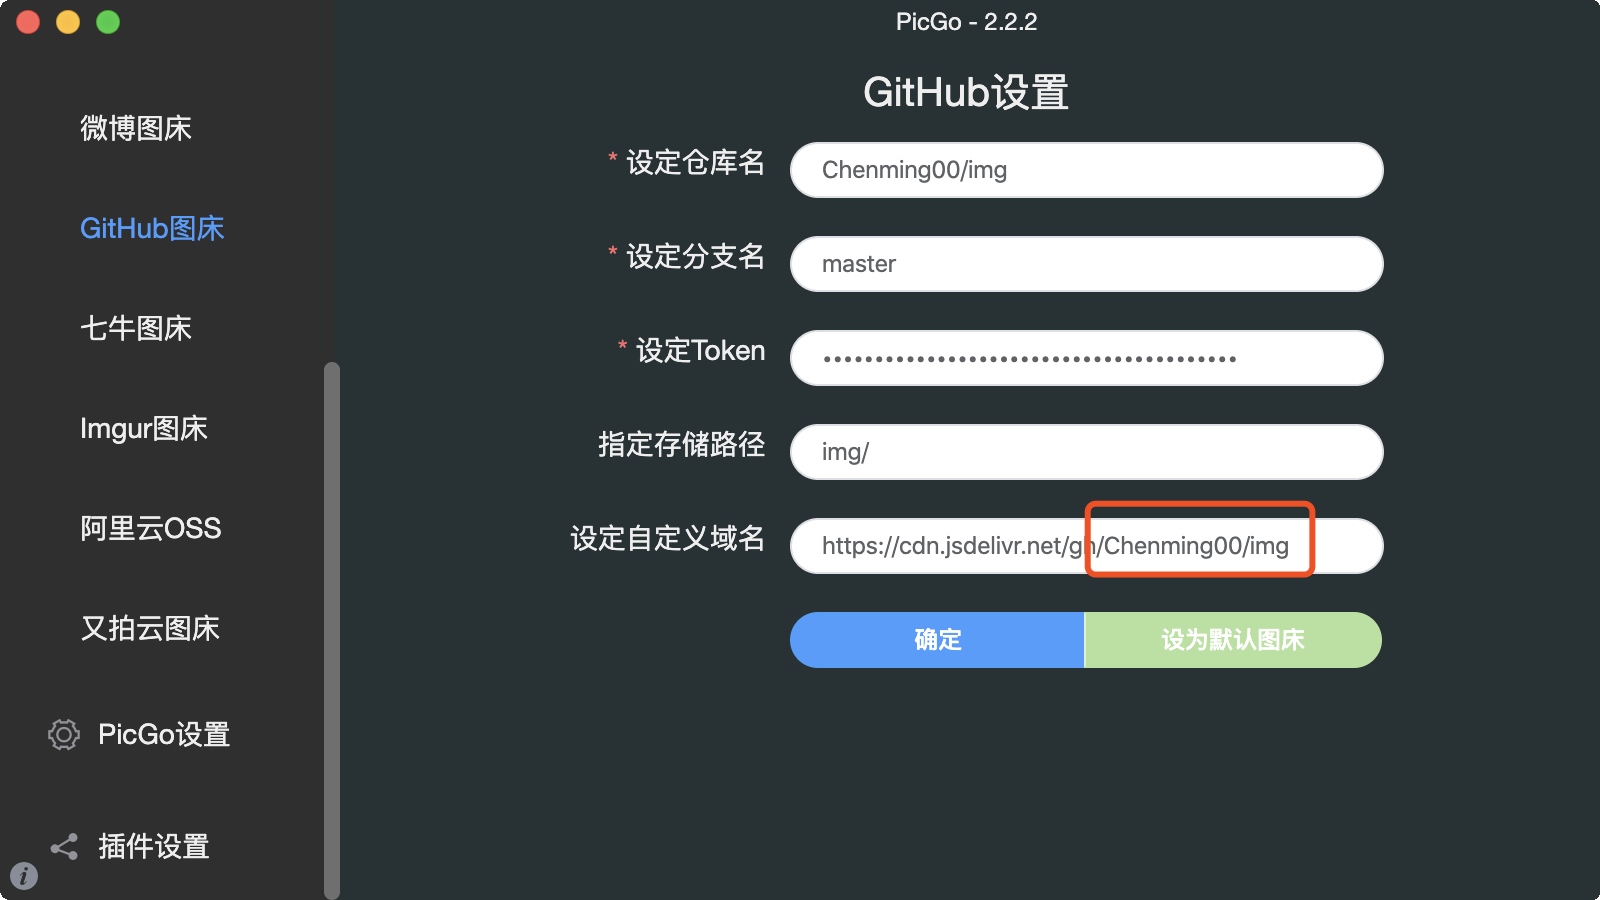 PicGo - 2.2.2
微博图床
GitHub图床
七牛图床
Imgur图床
阿里云OSS
又拍云图床
PicGo设置
插件设置
GitHub设置
* 设定仓库名
Chenming00/img
* 设定分支名
master
* 设定Token
••••••••••••••••••••••••••••••••••••••••
指定存储路径
img/
设定自定义域名
https://cdn.jsdelivr.net/gh/Chenming00/img
确定
设为默认图床